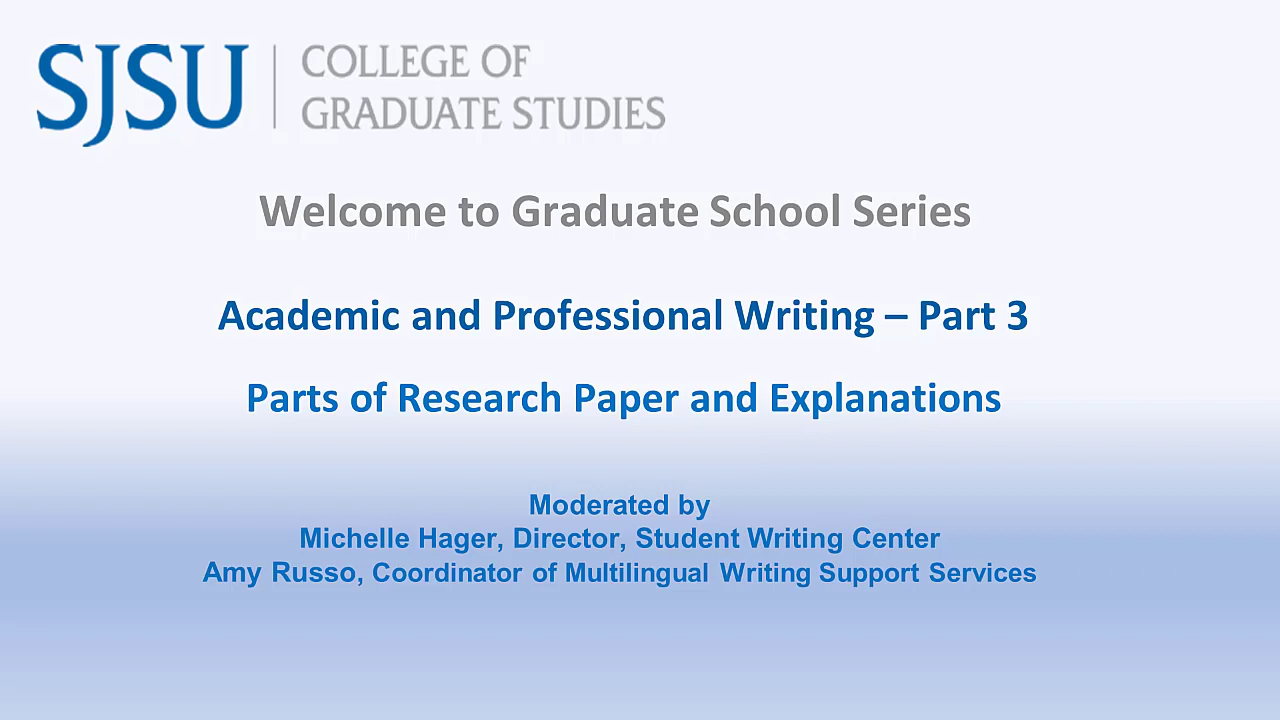 SJSU
COLLEGE OF
GRADUATE STUDIES
Welcome to Graduate School Series
Academic and Professional Writing – Part 3
Parts of Research Paper and Explanations
Moderated by
Michelle Hager, Director, Student Writing Center
Amy Russo, Coordinator of Multilingual Writing Support Services